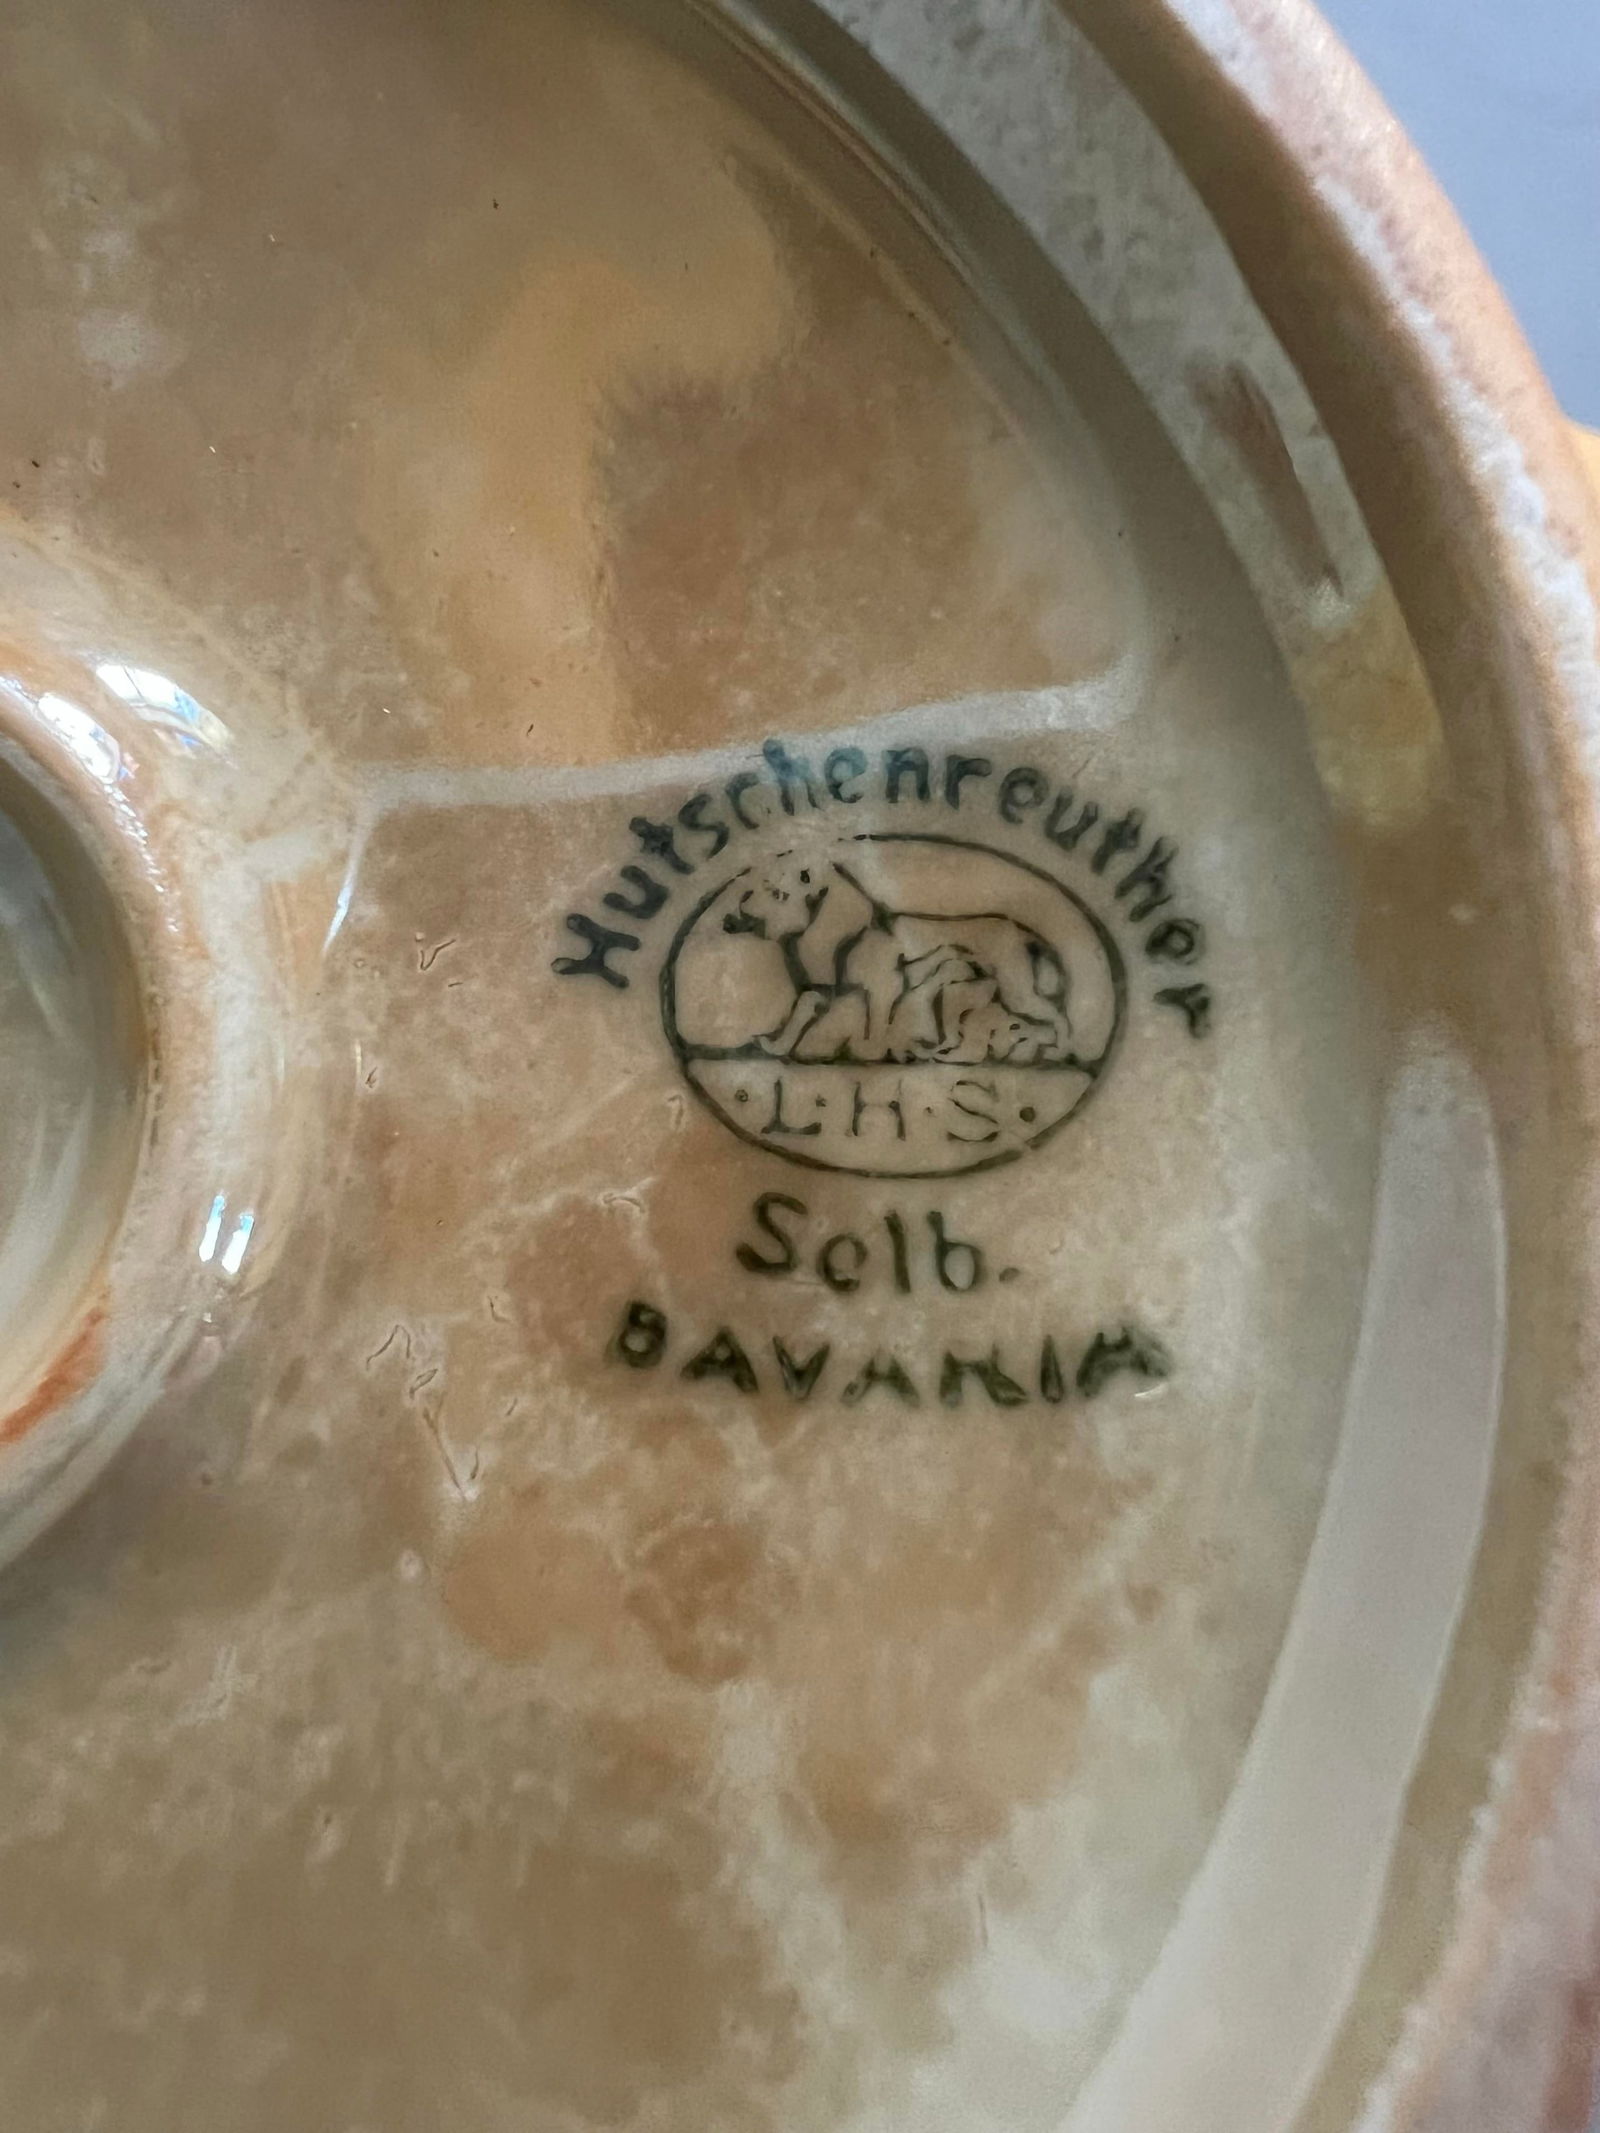 Hutschenreuther
·L·H·S·
Selb.
BAVARIA